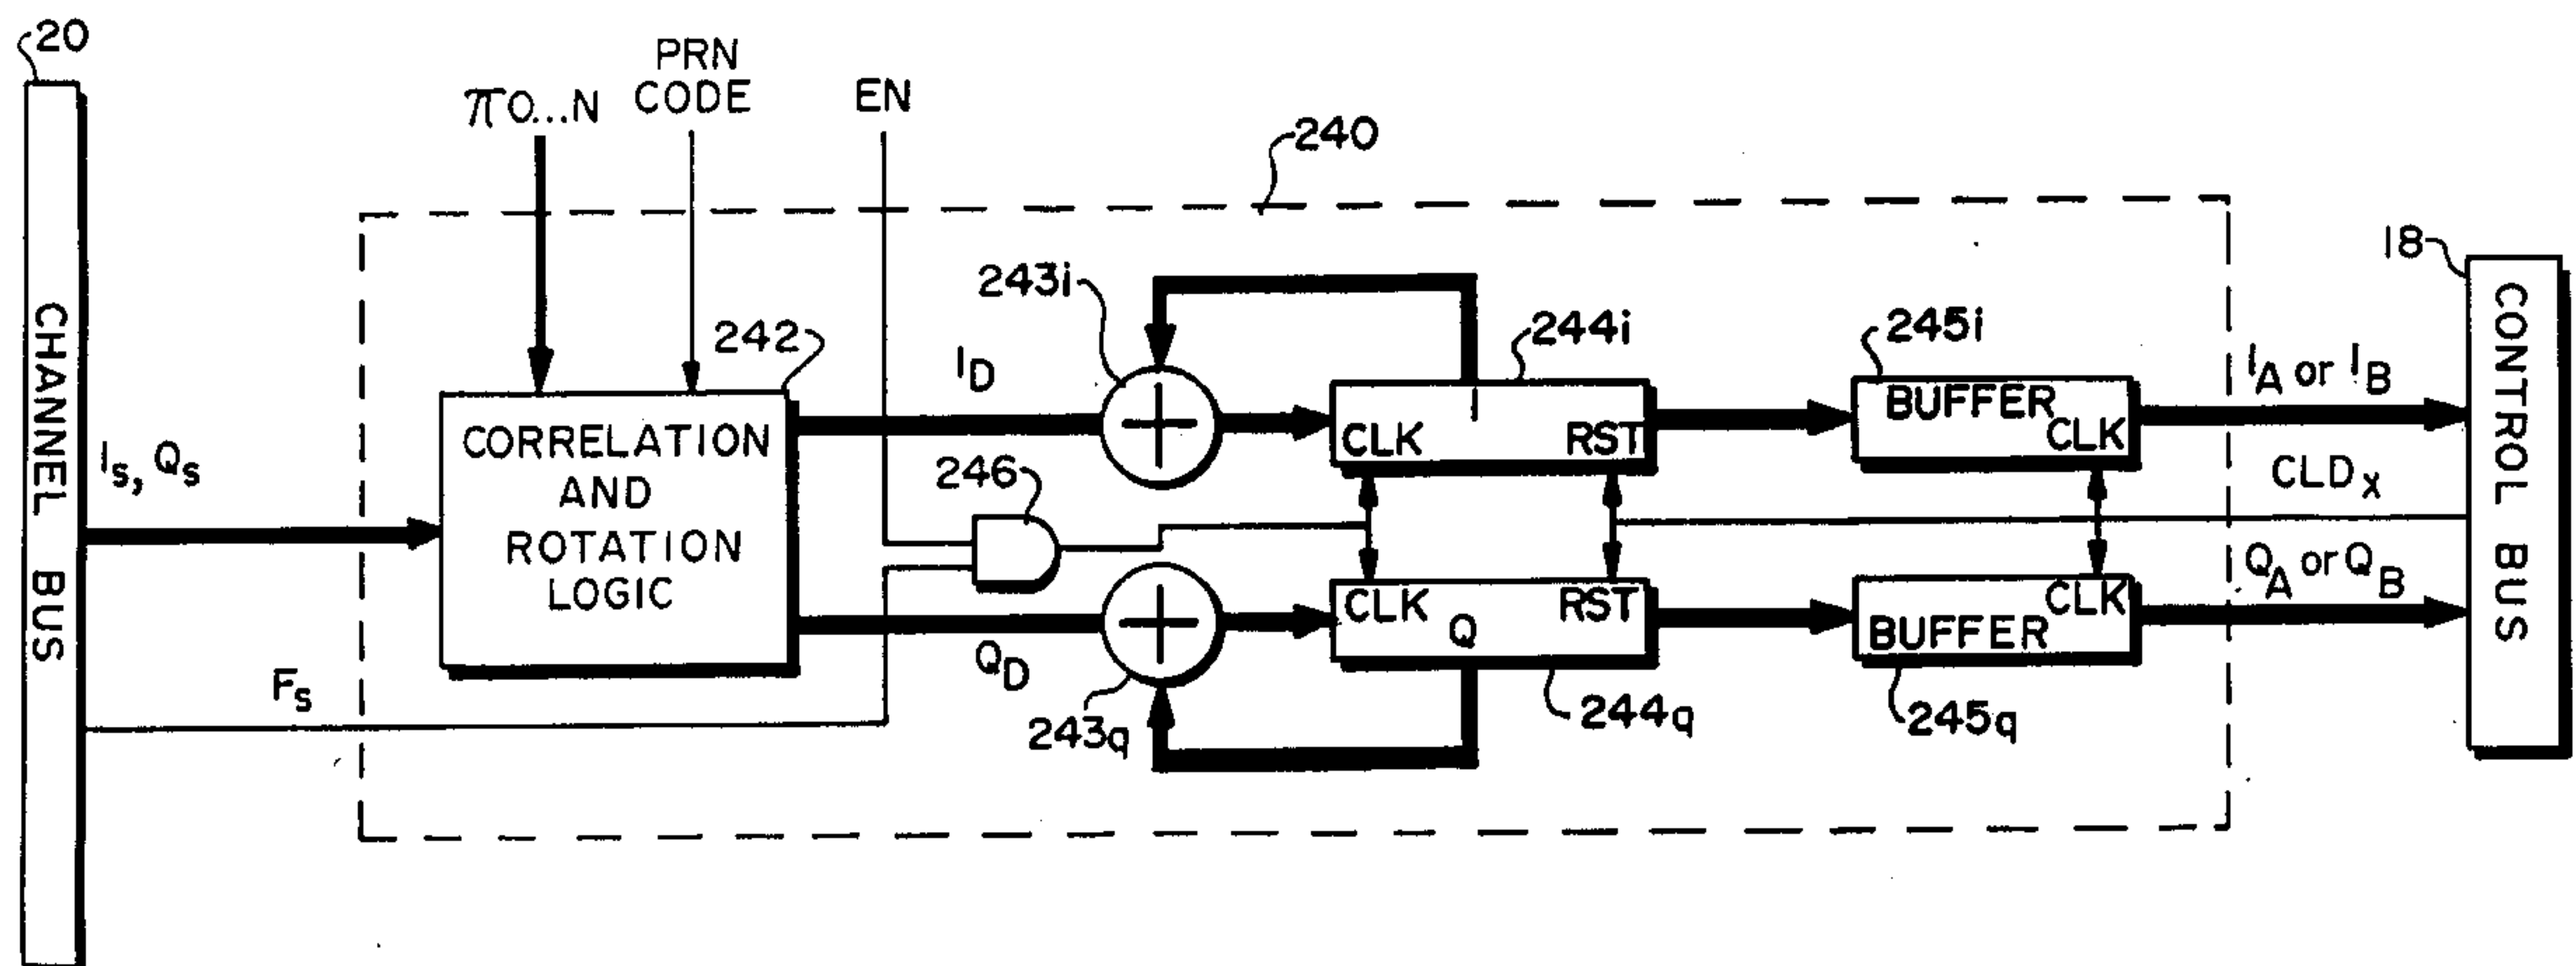 20
PRN
CODE
π0...N
EN
240
CHANNEL BUS
I_S, Q_S
F_S
242
CORRELATION
AND
ROTATION
LOGIC
I_D
Q_D
243i
243q
246
244i
CLK
I
RST
CLK
Q
RST
244q
245i
BUFFER
CLK
CLK
BUFFER
245q
I_A or I_B
CLD_X
Q_A or Q_B
18
CONTROL BUS